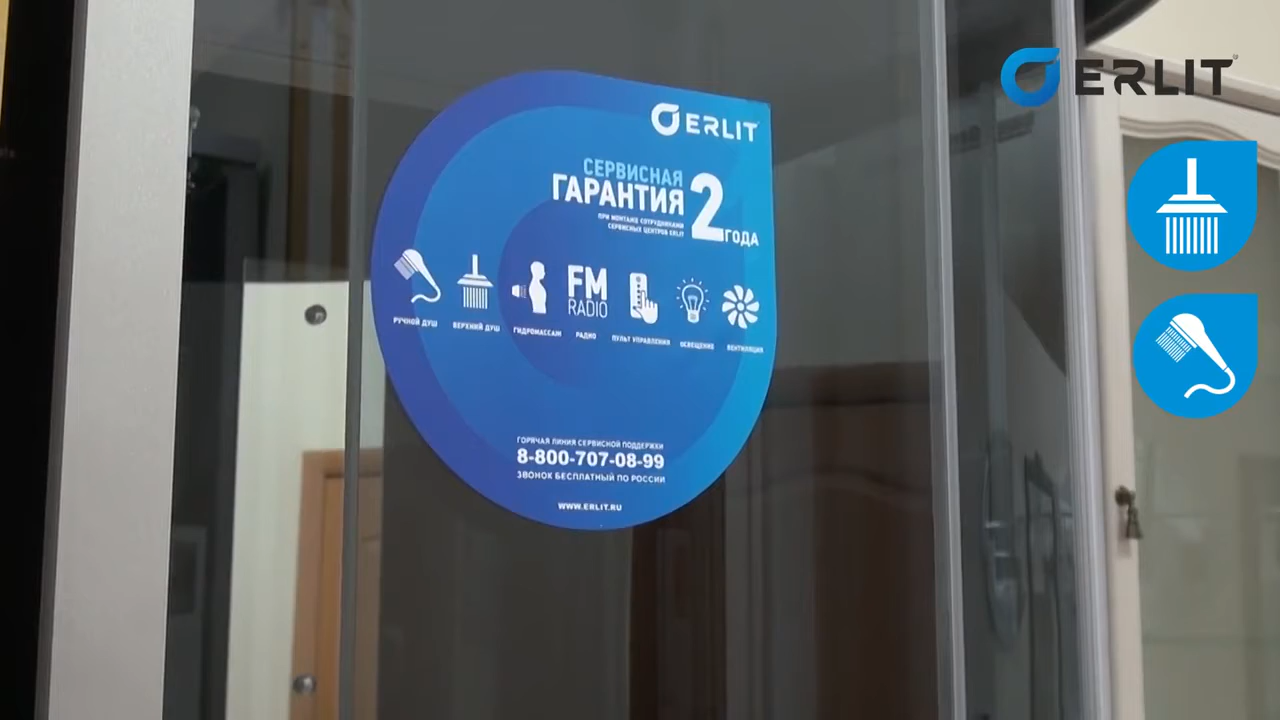 ERLIT
ERLIT
СЕРВИСНАЯ
ГАРАНТИЯ 2 ГОДА
ПРИ МОНТАЖЕ СОТРУДНИКАМИ
СЕРВИСНЫХ ЦЕНТРОВ ERLIT
FM
RADIO
РУЧНОЙ ДУШ ВЕРХНИЙ ДУШ ГИДРОМАССАЖ РАДИО ПУЛЬТ УПРАВЛЕНИЯ ОСВЕЩЕНИЕ ВЕНТИЛЯЦИЯ
ГОРЯЧАЯ ЛИНИЯ СЕРВИСНОЙ ПОДДЕРЖКИ
8-800-707-08-99
ЗВОНОК БЕСПЛАТНЫЙ ПО РОССИИ
WWW.ERLIT.RU